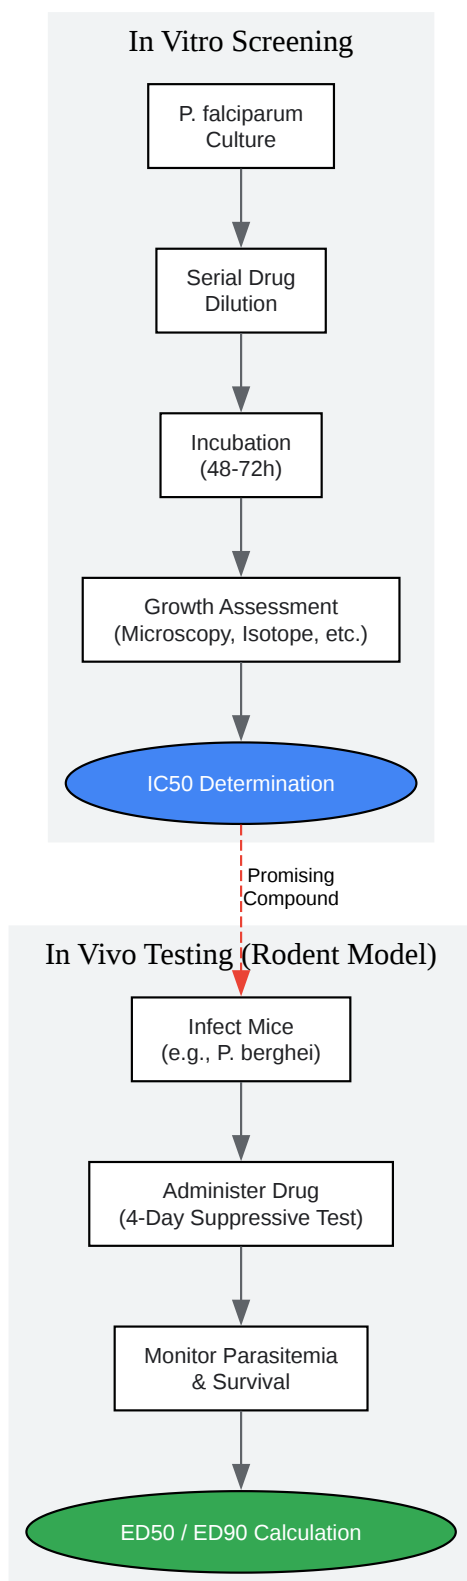 In Vitro Screening
P. falciparum
Culture
Serial Drug
Dilution
Incubation
(48-72h)
Growth Assessment
(Microscopy, Isotope, etc.)
IC50 Determination
Promising
Compound
In Vivo Testing (Rodent Model)
Infect Mice
(e.g., P. berghei)
Administer Drug
(4-Day Suppressive Test)
Monitor Parasitemia
& Survival
ED50 / ED90 Calculation